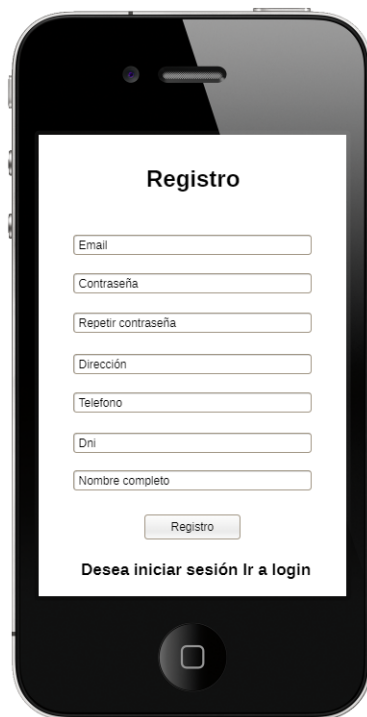 Registro
Email
Contraseña
Repetir contraseña
Dirección
Telefono
Dni
Nombre completo
Registro
Desea iniciar sesión Ir a login